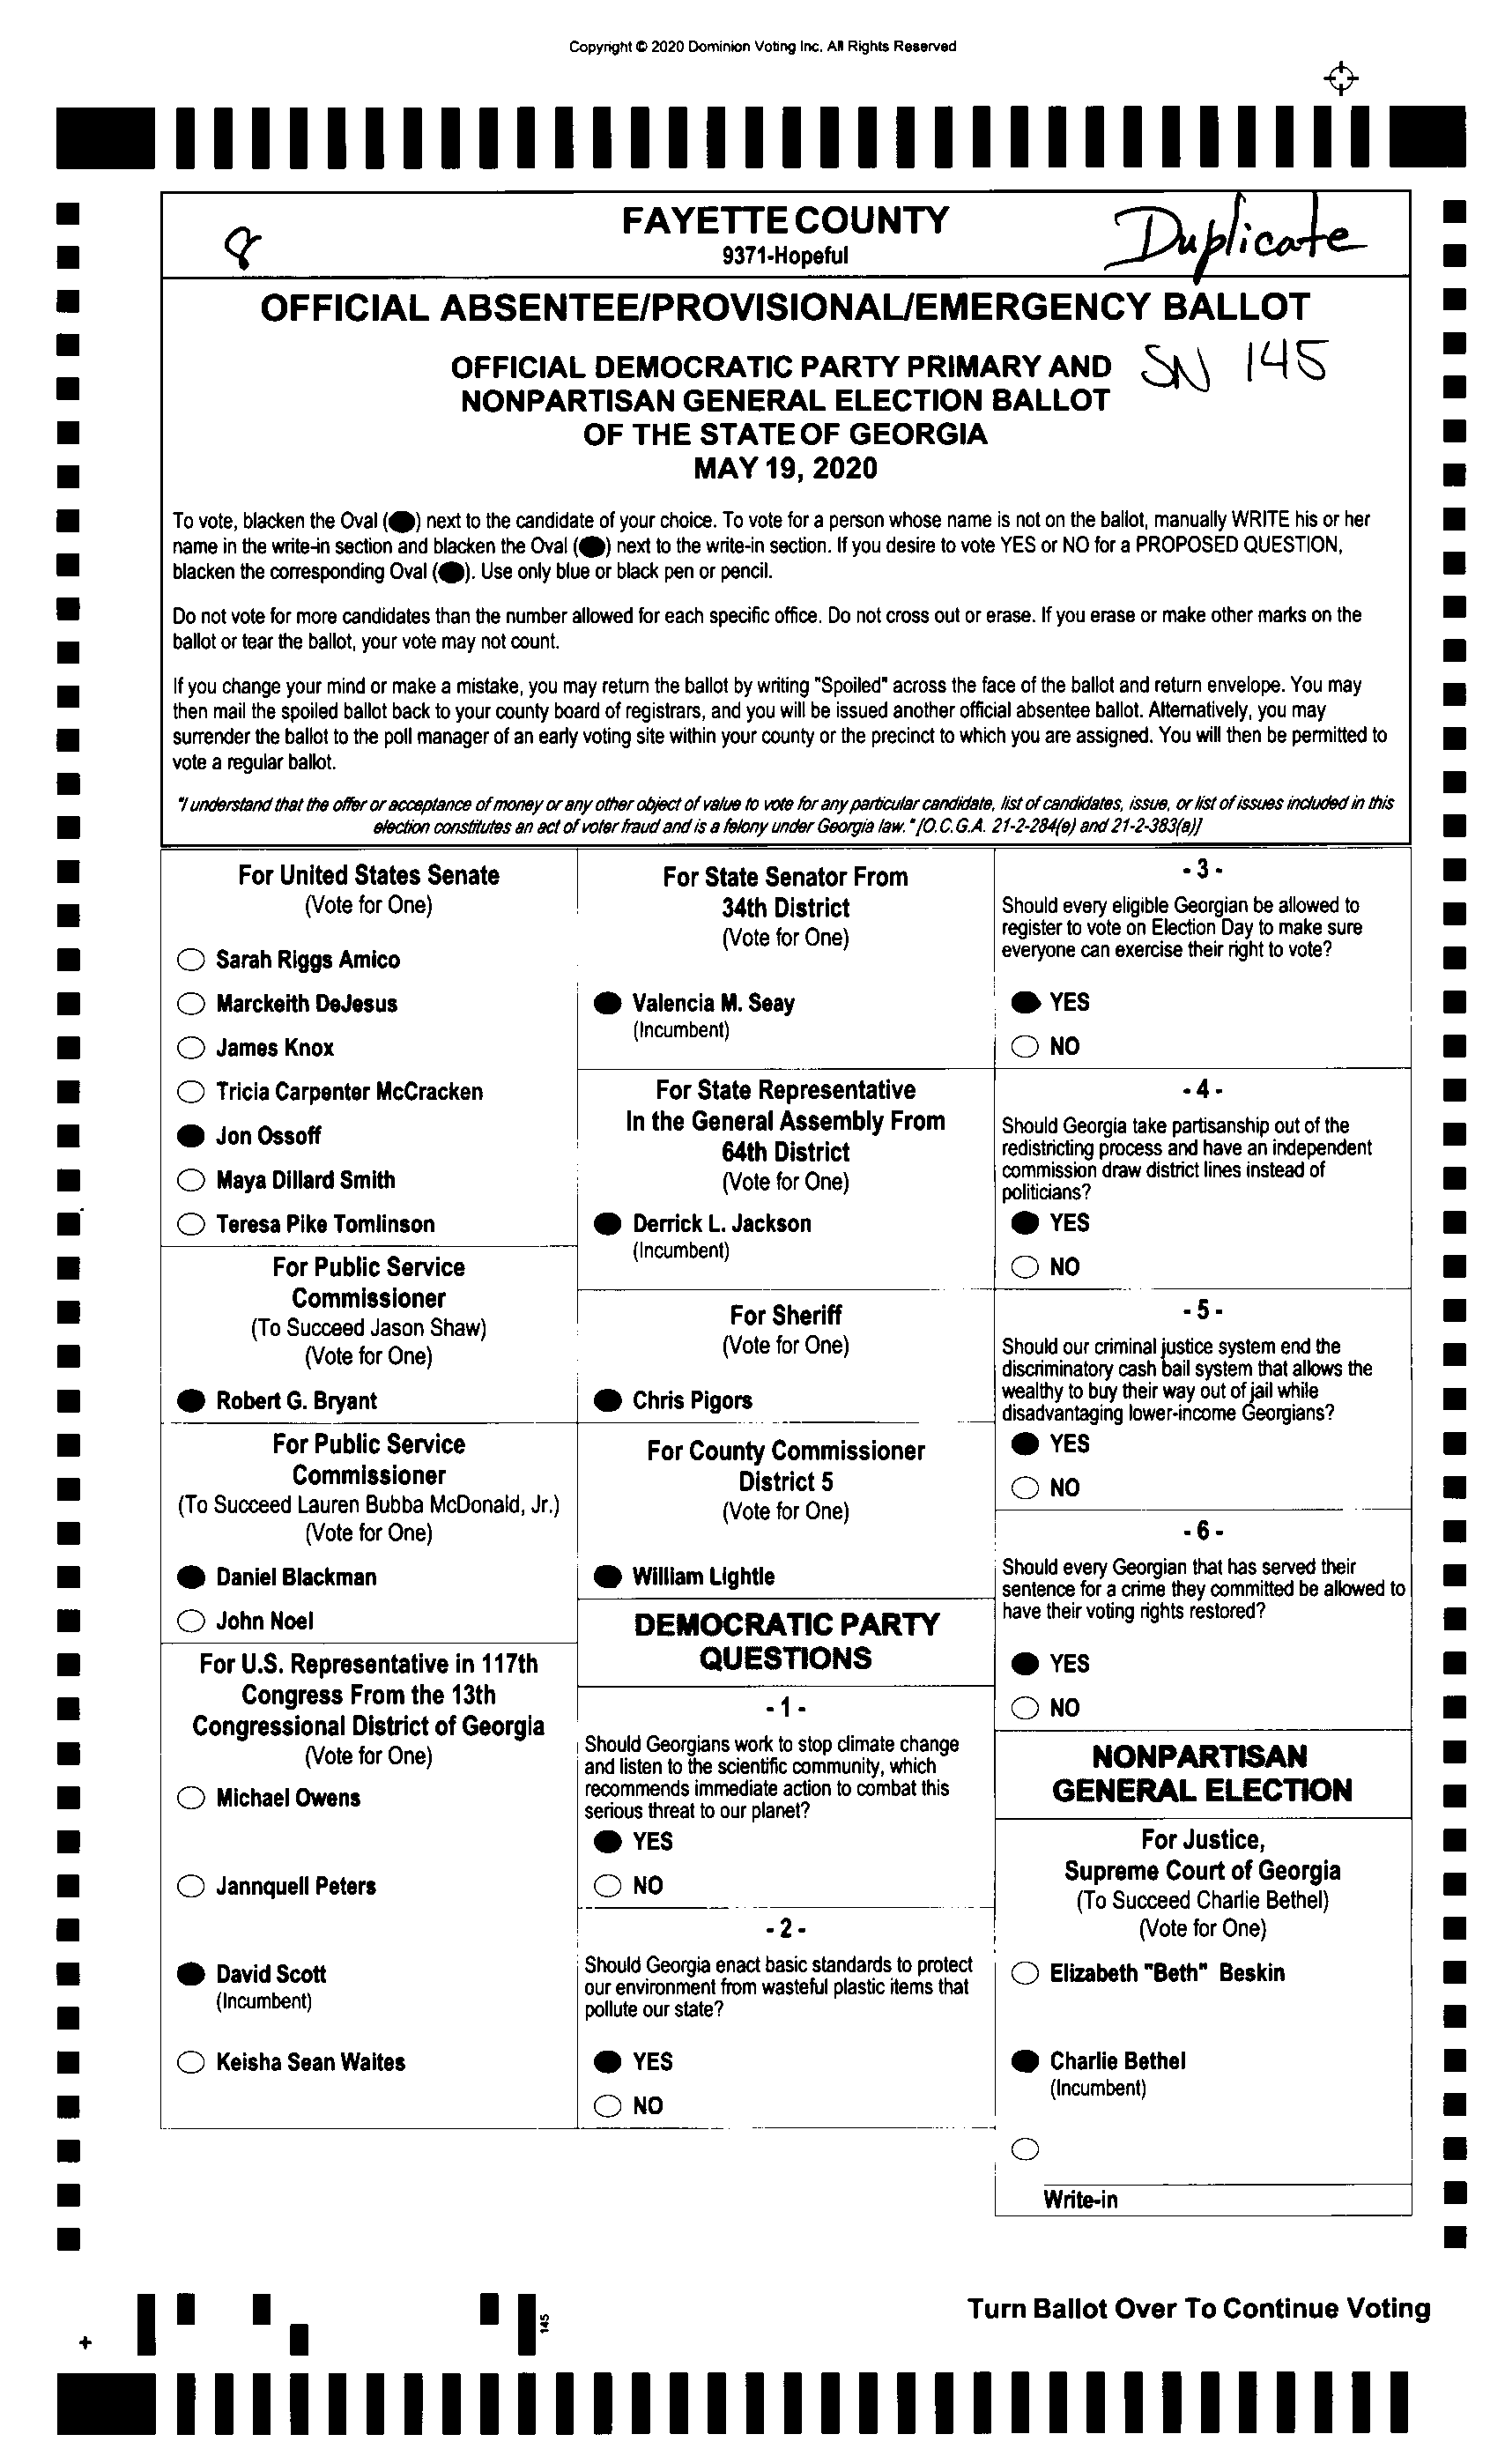 Copyright © 2020 Dominion Voting Inc. All Rights Reserved
FAYETTE COUNTY
9371-Hopeful
8
Duplicate
OFFICIAL ABSENTEE/PROVISIONAL/EMERGENCY BALLOT
OFFICIAL DEMOCRATIC PARTY PRIMARY AND
SN 145
NONPARTISAN GENERAL ELECTION BALLOT
OF THE STATE OF GEORGIA
MAY 19, 2020
To vote, blacken the Oval ( ) next to the candidate of your choice. To vote for a person whose name is not on the ballot, manually WRITE his or her
name in the write-in section and blacken the Oval ( ) next to the write-in section. If you desire to vote YES or NO for a PROPOSED QUESTION,
blacken the corresponding Oval ( ). Use only blue or black pen or pencil.
Do not vote for more candidates than the number allowed for each specific office. Do not cross out or erase. If you erase or make other marks on the
ballot or tear the ballot, your vote may not count.
If you change your mind or make a mistake, you may return the ballot by writing "Spoiled" across the face of the ballot and return envelope. You may
then mail the spoiled ballot back to your county board of registrars, and you will be issued another official absentee ballot. Alternatively, you may
surrender the ballot to the poll manager of an early voting site within your county or the precinct to which you are assigned. You will then be permitted to
vote a regular ballot.
"I understand that the offer or acceptance of money or any other object of value to vote for any particular candidate, list of candidates, issue, or list of issues included in this
election constitutes an act of voter fraud and is a felony under Georgia law." [O.C.G.A. 21-2-284(e) and 21-2-383(a)]
For United States Senate
(Vote for One)
Sarah Riggs Amico
Marckeith DeJesus
James Knox
Tricia Carpenter McCracken
Jon Ossoff
Maya Dillard Smith
Teresa Pike Tomlinson
For Public Service
Commissioner
(To Succeed Jason Shaw)
(Vote for One)
Robert G. Bryant
For Public Service
Commissioner
(To Succeed Lauren Bubba McDonald, Jr.)
(Vote for One)
Daniel Blackman
John Noel
For U.S. Representative in 117th
Congress From the 13th
Congressional District of Georgia
(Vote for One)
Michael Owens
Jannquell Peters
David Scott
(Incumbent)
Keisha Sean Waites
For State Senator From
34th District
(Vote for One)
Valencia M. Seay
(Incumbent)
For State Representative
In the General Assembly From
64th District
(Vote for One)
Derrick L. Jackson
(Incumbent)
For Sheriff
(Vote for One)
Chris Pigors
For County Commissioner
District 5
(Vote for One)
William Lightle
DEMOCRATIC PARTY
QUESTIONS
- 1 -
Should Georgians work to stop climate change
and listen to the scientific community, which
recommends immediate action to combat this
serious threat to our planet?
YES
NO
- 2 -
Should Georgia enact basic standards to protect
our environment from wasteful plastic items that
pollute our state?
YES
NO
- 3 -
Should every eligible Georgian be allowed to
register to vote on Election Day to make sure
everyone can exercise their right to vote?
YES
NO
- 4 -
Should Georgia take partisanship out of the
redistricting process and have an independent
commission draw district lines instead of
politicians?
YES
NO
- 5 -
Should our criminal justice system end the
discriminatory cash bail system that allows the
wealthy to buy their way out of jail while
disadvantaging lower-income Georgians?
YES
NO
- 6 -
Should every Georgian that has served their
sentence for a crime they committed be allowed to
have their voting rights restored?
YES
NO
NONPARTISAN
GENERAL ELECTION
For Justice,
Supreme Court of Georgia
(To Succeed Charlie Bethel)
(Vote for One)
Elizabeth "Beth" Beskin
Charlie Bethel
(Incumbent)
Write-in
Turn Ballot Over To Continue Voting
145